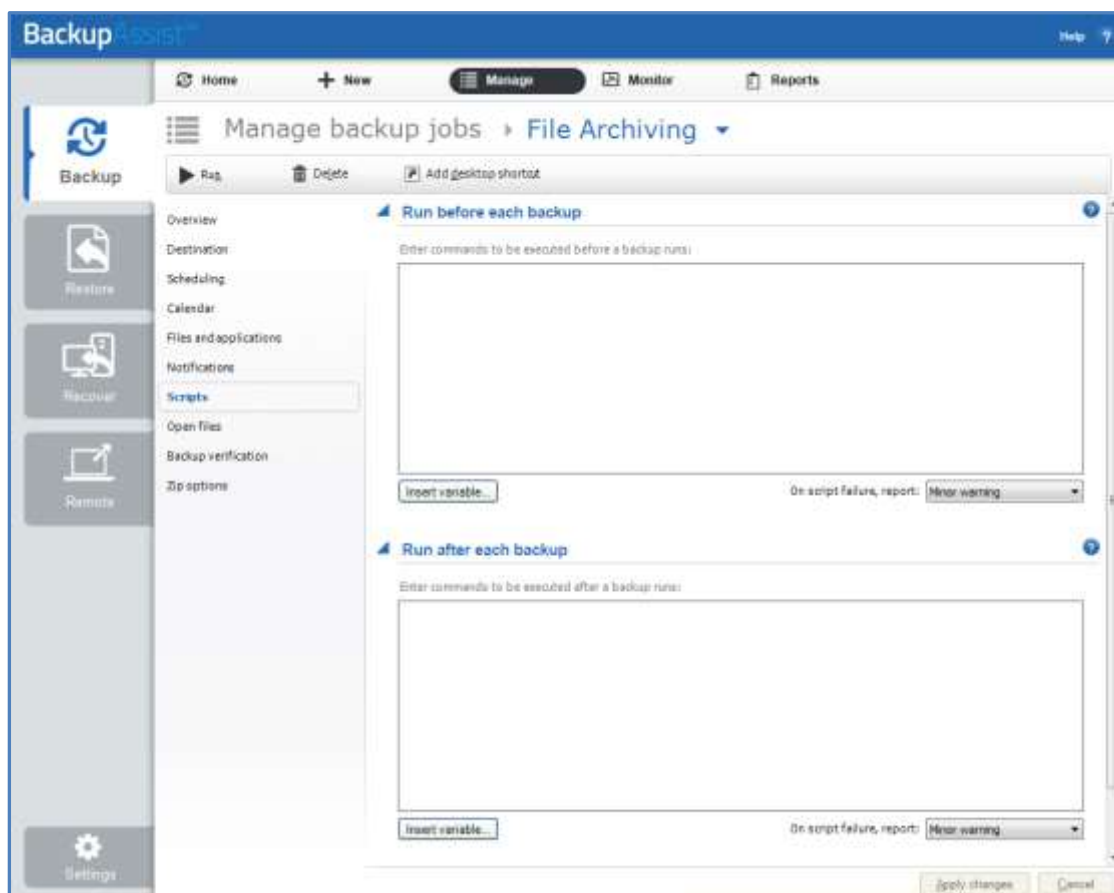 BackupAssist™
Help ?
Home New Manage Monitor Reports
Backup
Manage backup jobs File Archiving
Run Delete Add desktop shortcut
Restore
Recover
Remote
Settings
Overview
Destination
Scheduling
Calendar
Files and applications
Notifications
Scripts
Open files
Backup verification
Zip options
Run before each backup ?
Enter commands to be executed before a backup runs:
Insert variable... On script failure, report: Minor warning
Run after each backup ?
Enter commands to be executed after a backup runs:
Insert variable... On script failure, report: Minor warning
Apply changes Cancel